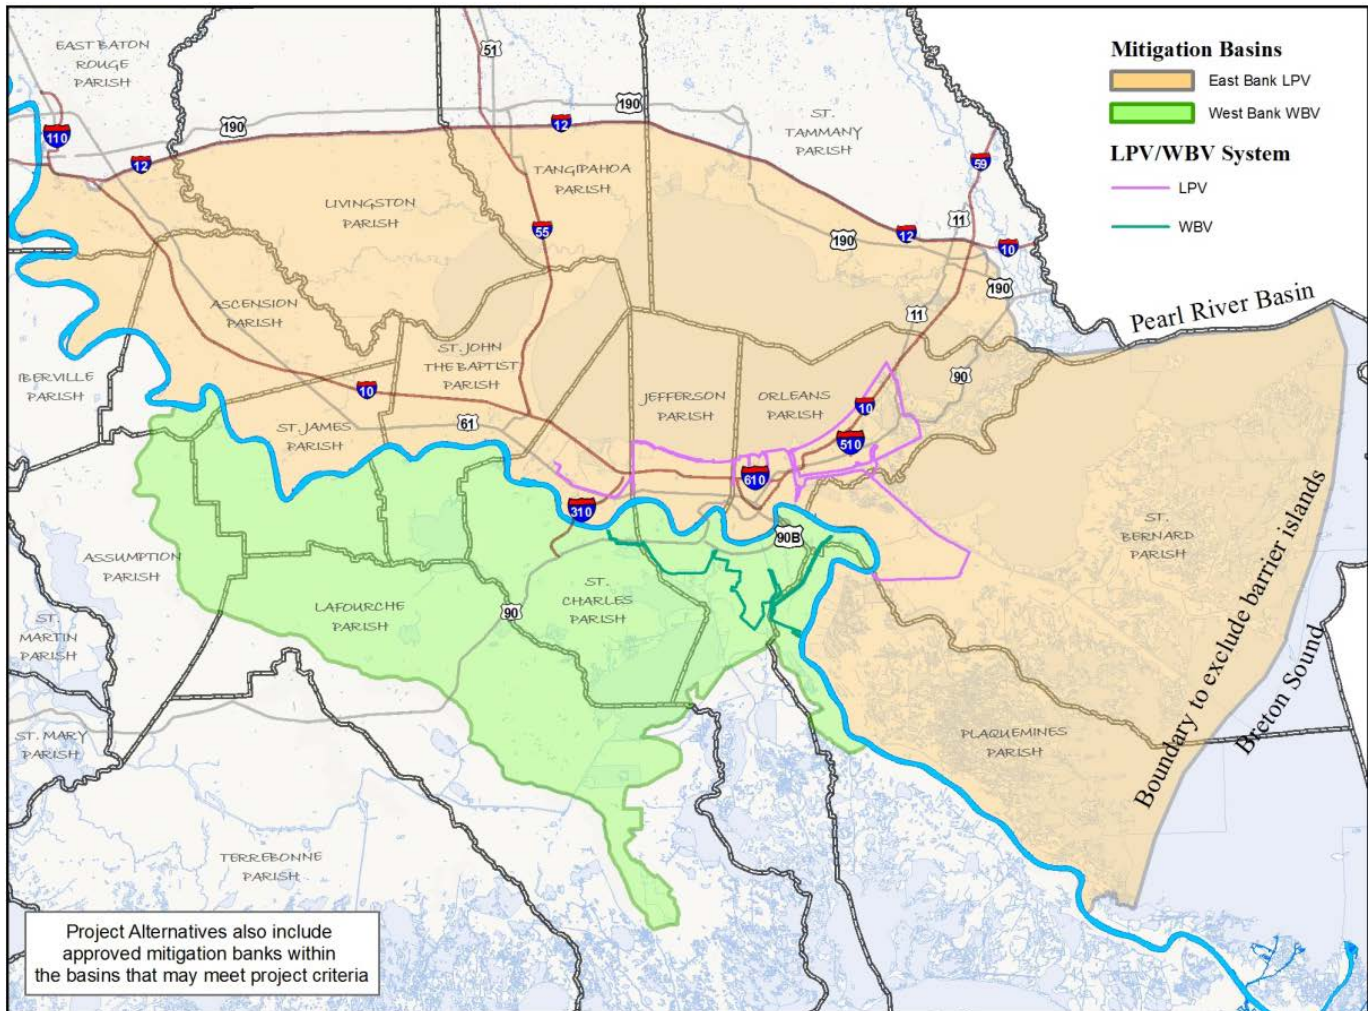 EAST BATON
ROUGE
PARISH
51
190
190
12
ST.
TAMMANY
PARISH
110
12
59
TANGIPAHOA
PARISH
LIVINGSTON
PARISH
55
11
190
12
10
190
11
ASCENSION
PARISH
ST. JOHN
THE BAPTIST
PARISH
IBERVILLE
PARISH
10
90
JEFFERSON
PARISH
ORLEANS
PARISH
10
61
ST. JAMES
PARISH
510
610
310
90B
ST.
BERNARD
PARISH
ASSUMPTION
PARISH
ST.
CHARLES
PARISH
LAFOURCHE
PARISH
90
ST.
MARTIN
PARISH
ST. MARY
PARISH
PLAQUEMINES
PARISH
TERREBONNE
PARISH
Pearl River Basin
Boundary to exclude barrier islands
Breton Sound
Mitigation Basins
East Bank LPV
West Bank WBV
LPV/WBV System
LPV
WBV
Project Alternatives also include
approved mitigation banks within
the basins that may meet project criteria